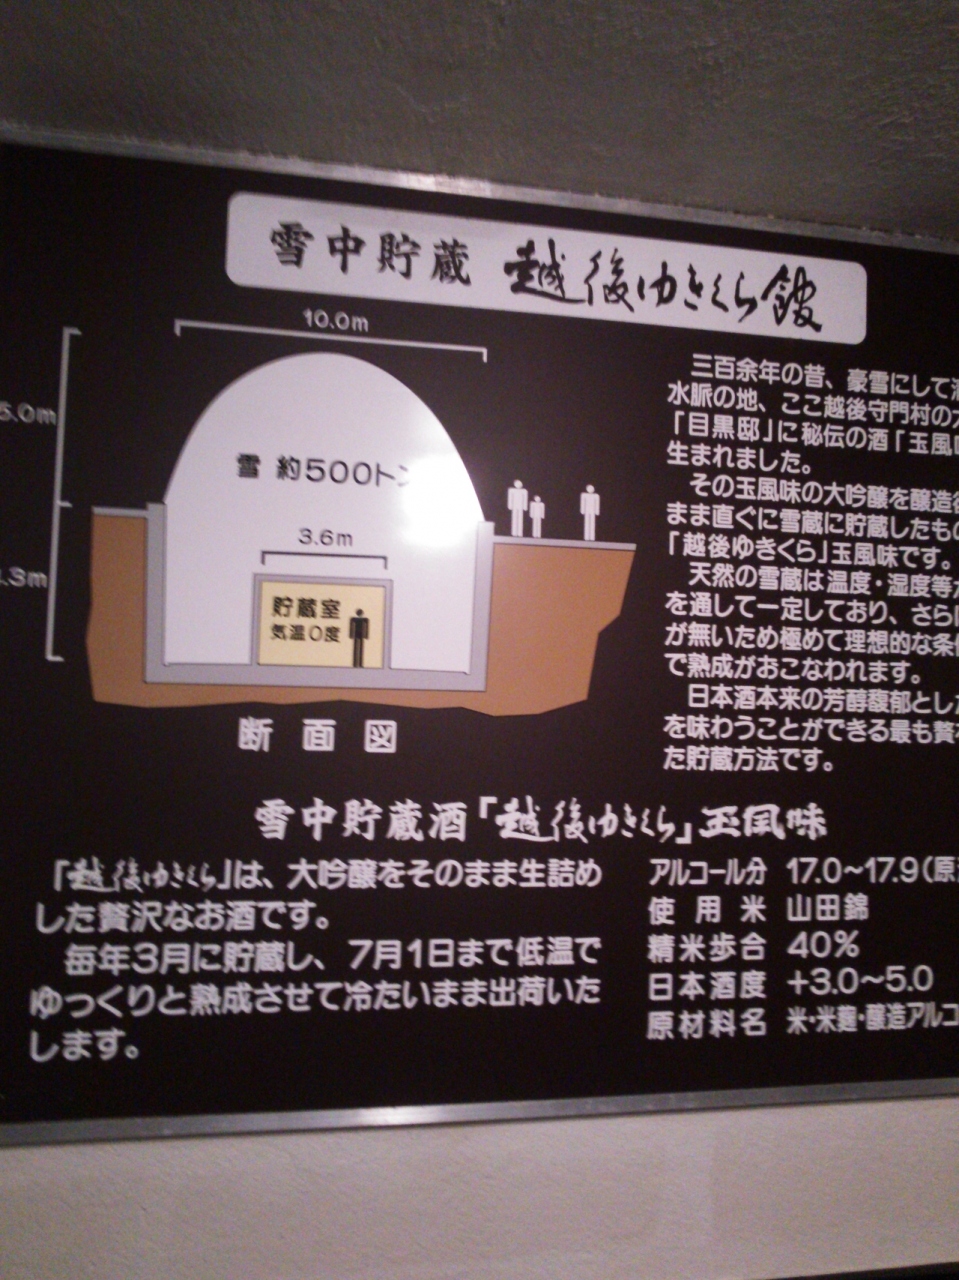 雪中貯蔵 越後ゆきくら館
10.0m
5.0m
.3m
雪 約500トン
3.6m
貯蔵室
気温0度
断面図
三百余年の昔、豪雪にして
水脈の地、ここ越後守門村の
「目黒邸」に秘伝の酒「玉風味
生まれました。
その玉風味の大吟醸を醸造後
まま直ぐに雪蔵に貯蔵したもの
「越後ゆきくら」玉風味です。
天然の雪蔵は温度・湿度等が
を通して一定しており、さらに
が無いため極めて理想的な条件
で熟成がおこなわれます。
日本酒本来の芳醇馥郁とした
を味わうことができる最も贅
た貯蔵方法です。
雪中貯蔵酒「越後ゆきくら」玉風味
「越後ゆきくら」は、大吟醸をそのまま生詰め
した贅沢なお酒です。
毎年3月に貯蔵し、7月1日まで低温で
ゆっくりと熟成させて冷たいまま出荷いた
します。
アルコール分 17.0～17.9(原
使用米 山田錦
精米歩合 40%
日本酒度 +3.0～5.0
原材料名 米・米麹・醸造アルコ